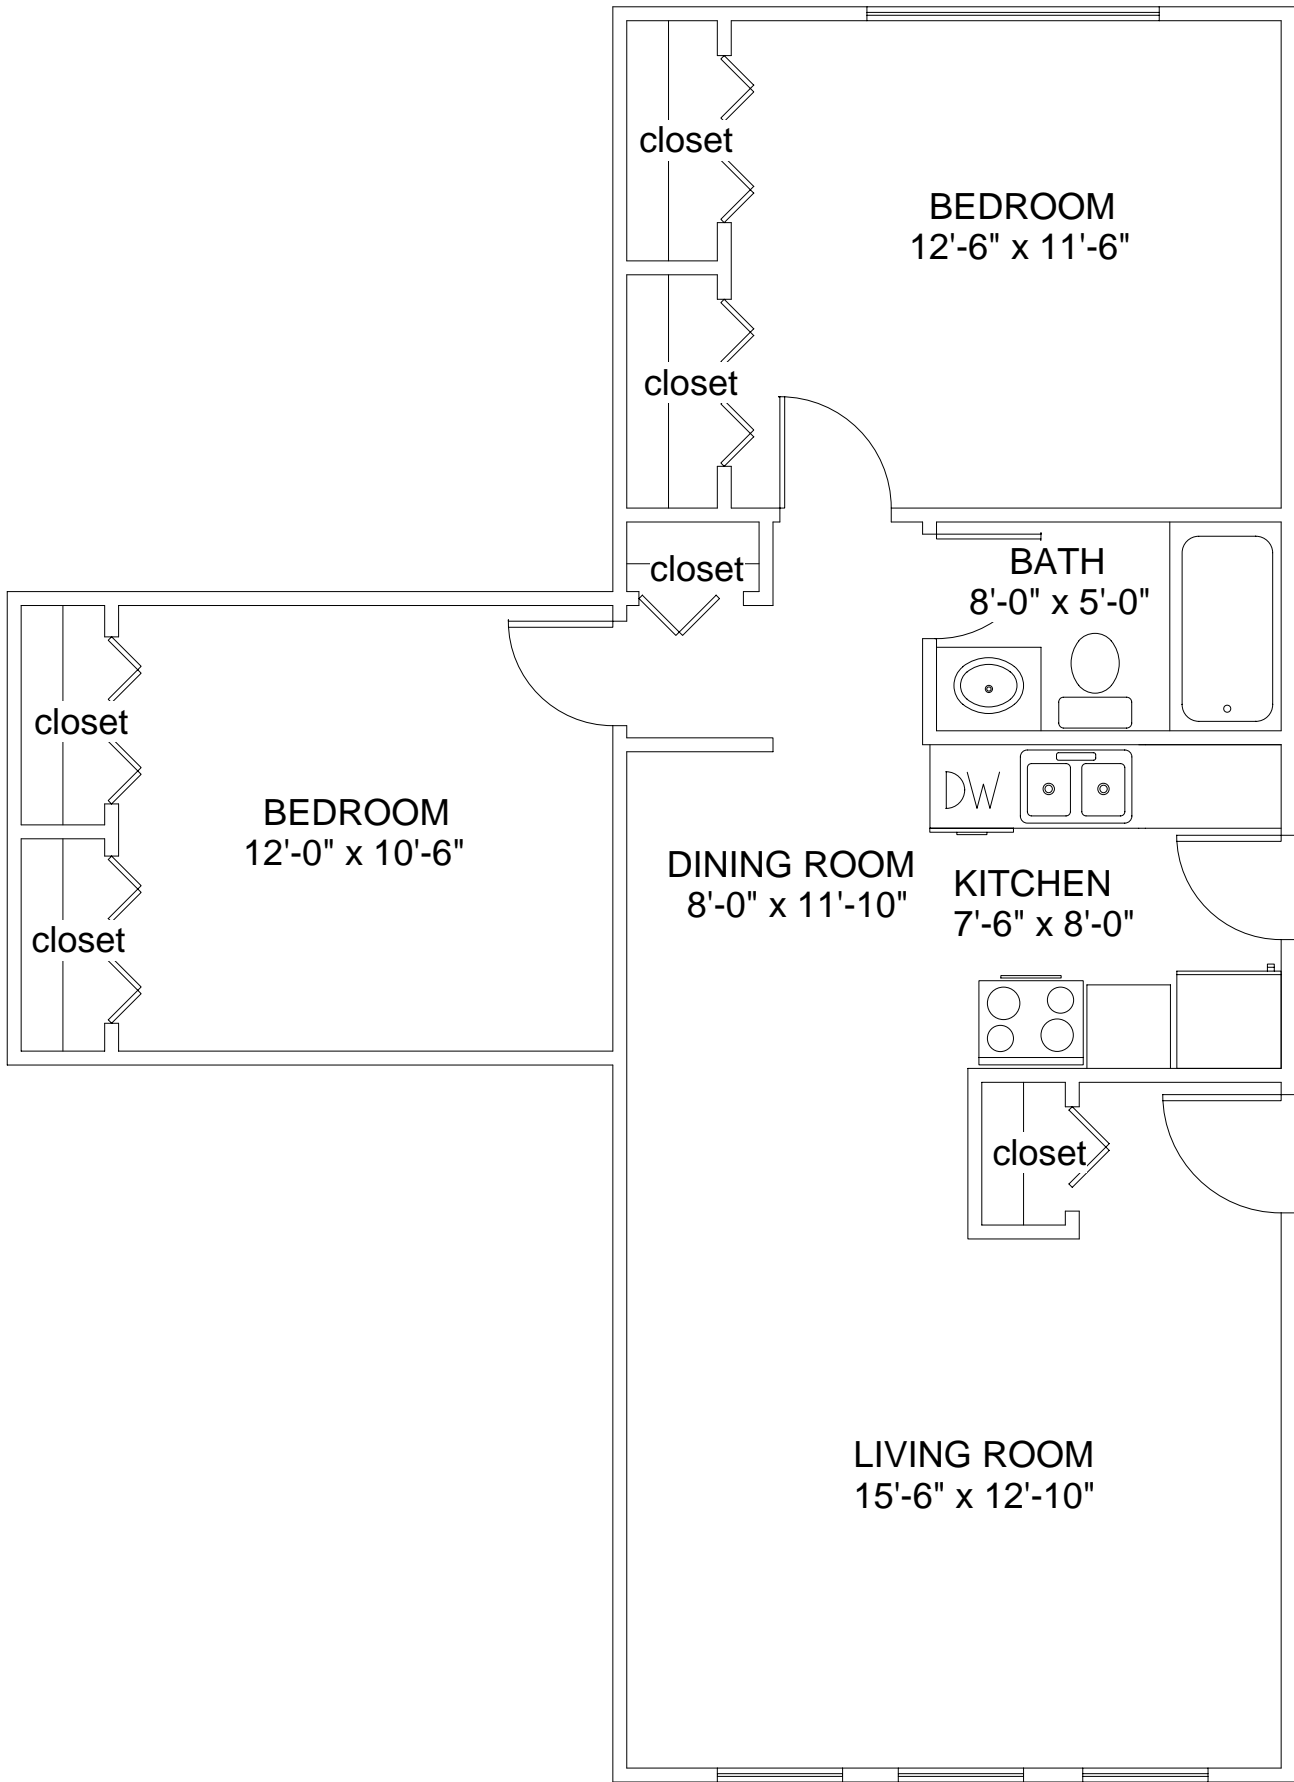 closet
BEDROOM
12'-6" x 11'-6"
closet
BATH
8'-0" x 5'-0"
closet
closet
BEDROOM
12'-0" x 10'-6"
closet
DW
DINING ROOM
8'-0" x 11'-10"
KITCHEN
7'-6" x 8'-0"
closet
LIVING ROOM
15'-6" x 12'-10"